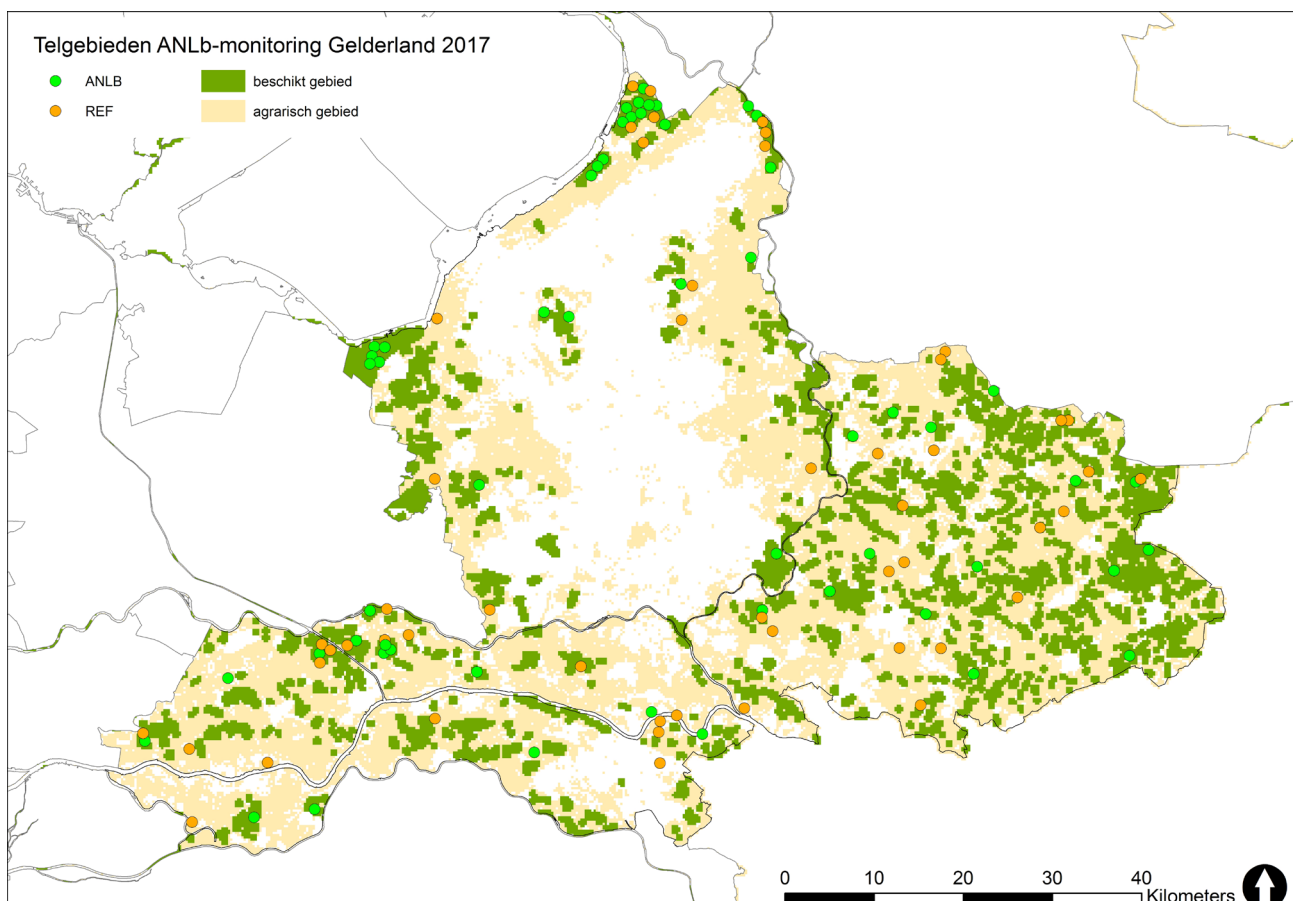 Telgebieden ANLb-monitoring Gelderland 2017
ANLB beschikt gebied
REF agrarisch gebied
0 10 20 30 40
Kilometers